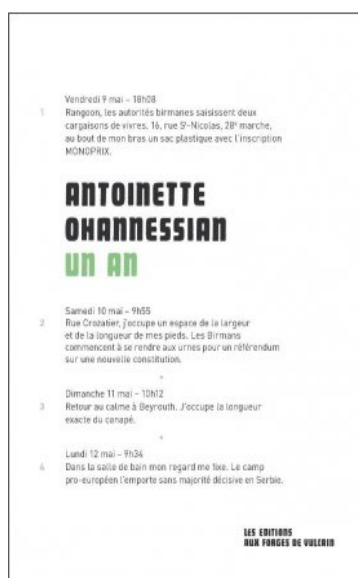 Vendredi 9 mai – 18h08
1 Rangoon, les autorités birmanes saisissent deux
cargaisons de vivres. 16, rue St-Nicolas, 28e marche,
au bout de mon bras un sac plastique avec l'inscription
MONOPRIX.
ANTOINETTE
OHANNESSIAN
UN AN
Samedi 10 mai – 9h55
2 Rue Crozatier, j'occupe un espace de la largeur
et de la longueur de mes pieds. Les Birmans
commencent à se rendre aux urnes pour un référendum
sur une nouvelle constitution.
Dimanche 11 mai – 10h12
3 Retour au calme à Beyrouth. J'occupe la longueur
exacte du canapé.
Lundi 12 mai – 9h34
4 Dans la salle de bain mon regard me fixe. Le camp
pro-européen l'emporte sans majorité décisive en Serbie.
LES EDITIONS
AUX FORGES DE VULCAIN